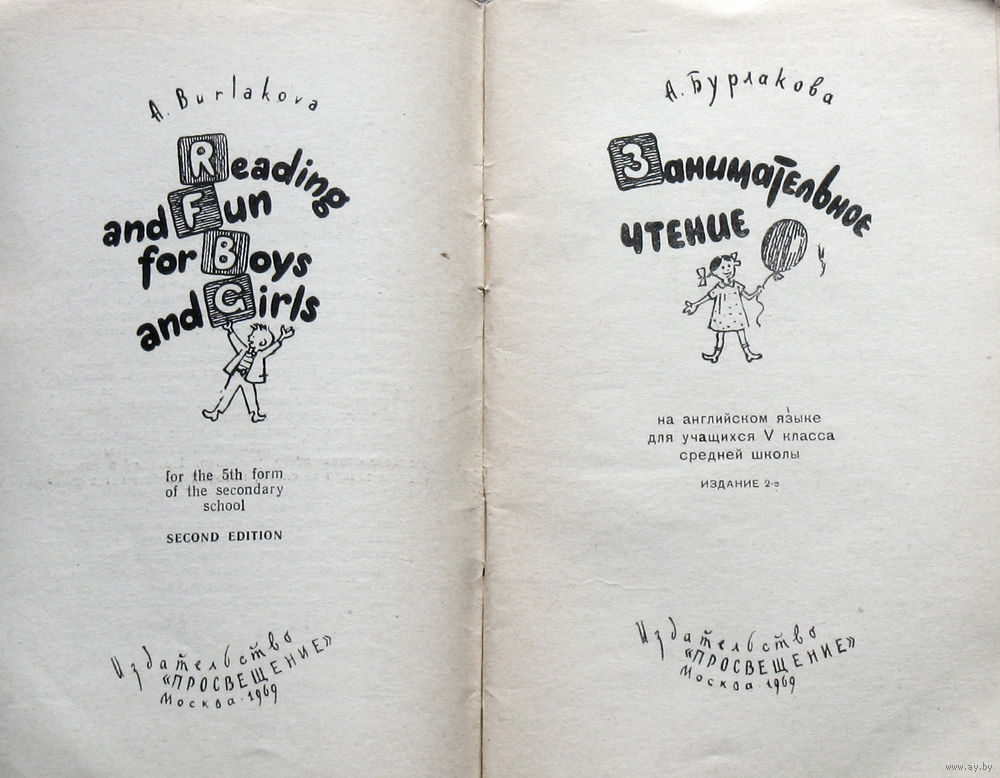 A. Burlakova
Reading
and Fun
for Boys
and Girls
for the 5th form
of the secondary
school
SECOND EDITION
Издательство
«ПРОСВЕЩЕНИЕ»
Москва · 1969
А. Бурлакова
Занимательное
чтение
на английском языке
для учащихся V класса
средней школы
ИЗДАНИЕ 2-е
Издательство
«ПРОСВЕЩЕНИЕ»
Москва · 1969
www.ay.by